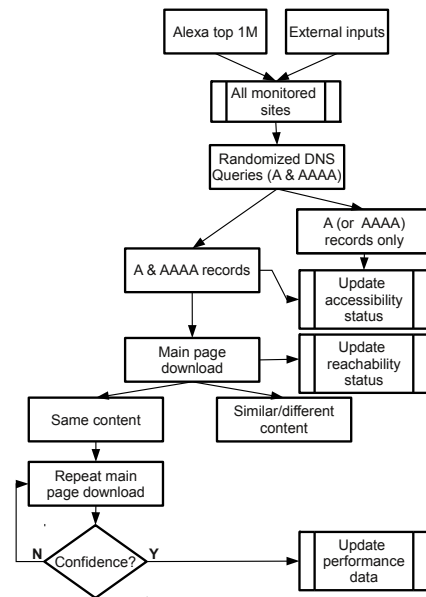 Alexa top 1M
External inputs
All monitored
sites
Randomized DNS
Queries (A & AAAA)
A (or AAAA)
records only
A & AAAA records
Update
accessibility
status
Main page
download
Update
reachability
status
Same content
Similar/different
content
Repeat main
page download
N
Confidence?
Y
Update
performance
data